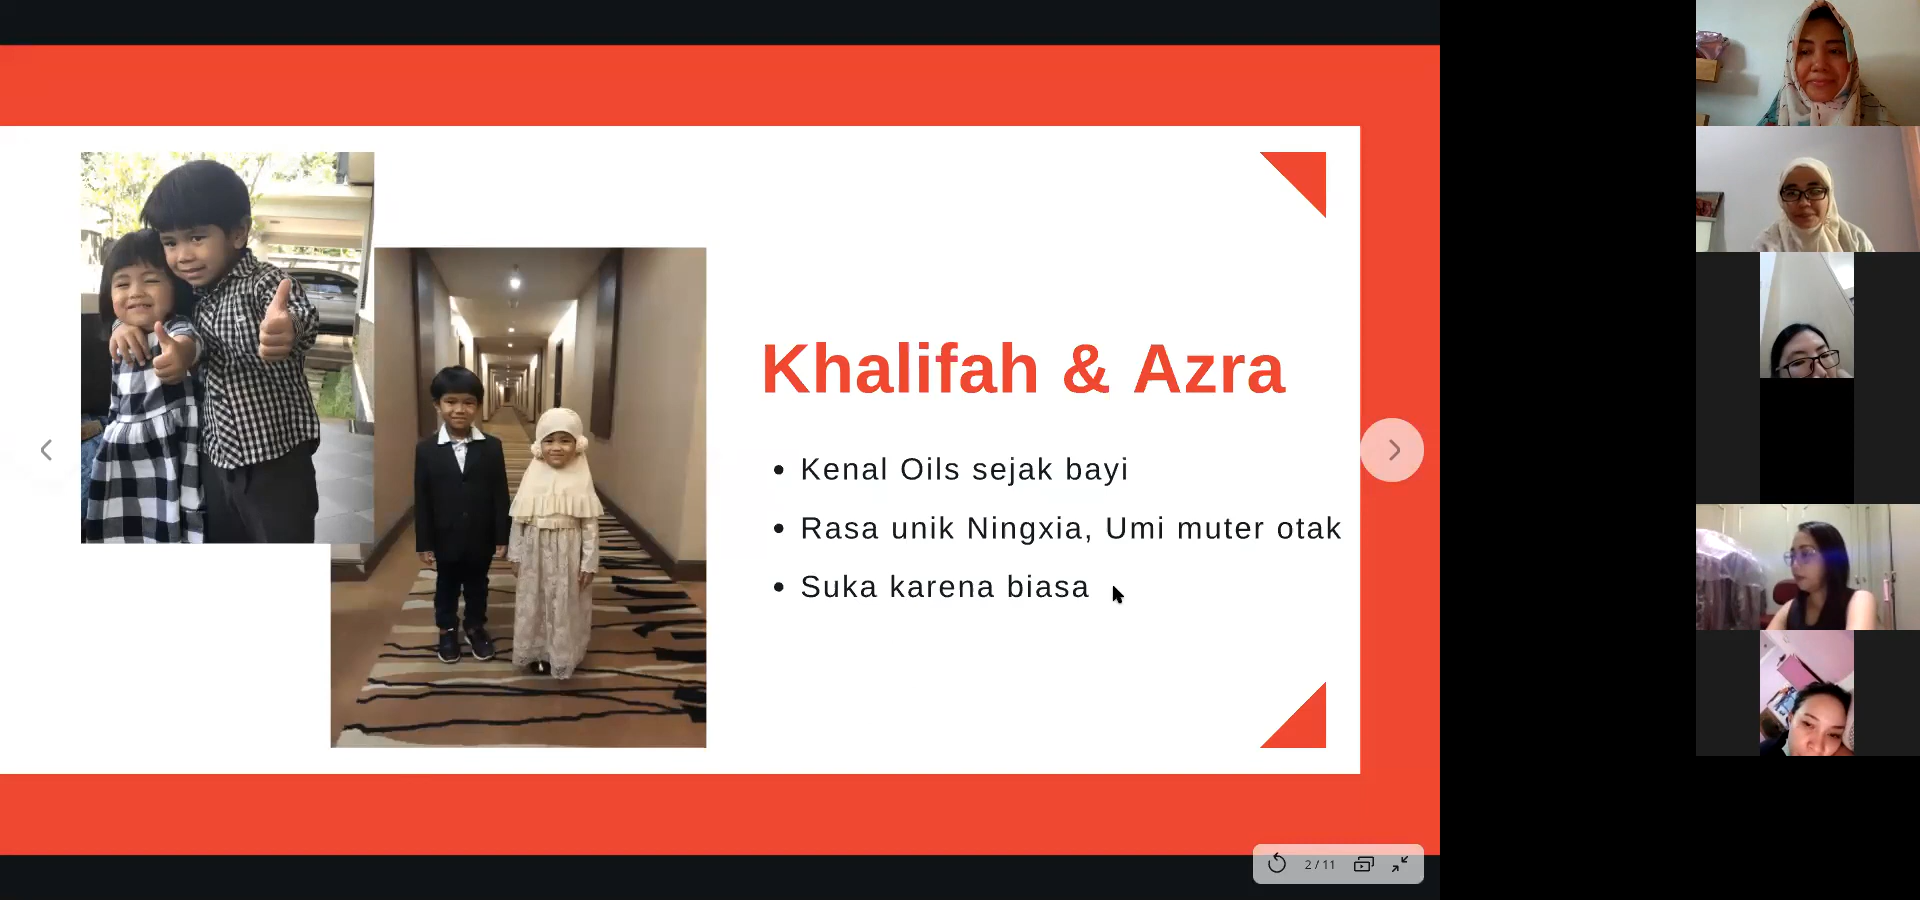 Khalifah & Azra
Kenal Oils sejak bayi
Rasa unik Ningxia, Umi muter otak
Suka karena biasa
2 / 11